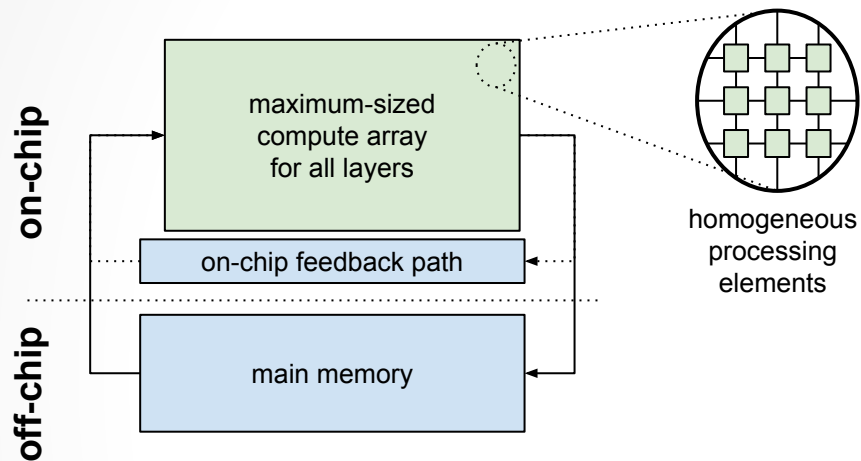 on-chip
maximum-sized
compute array
for all layers
on-chip feedback path
homogeneous
processing
elements
off-chip
main memory